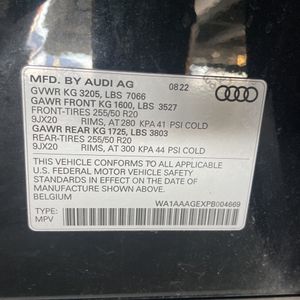 MFD. BY AUDI AG 08.22
GVWR KG 3205, LBS 7066
GAWR FRONT KG 1600, LBS 3527
FRONT-TIRES 255/50 R20
9JX20 RIMS, AT 280 KPA 41 PSI COLD
GAWR REAR KG 1725, LBS 3803
REAR-TIRES 255/50 R20
9JX20 RIMS, AT 300 KPA 44 PSI COLD
THIS VEHICLE CONFORMS TO ALL APPLICABLE
U.S. FEDERAL MOTOR VEHICLE SAFETY
STANDARDS IN EFFECT ON THE DATE OF
MANUFACTURE SHOWN ABOVE
BELGIUM
TYPE: WA1AAAGEXPB004669
MPV